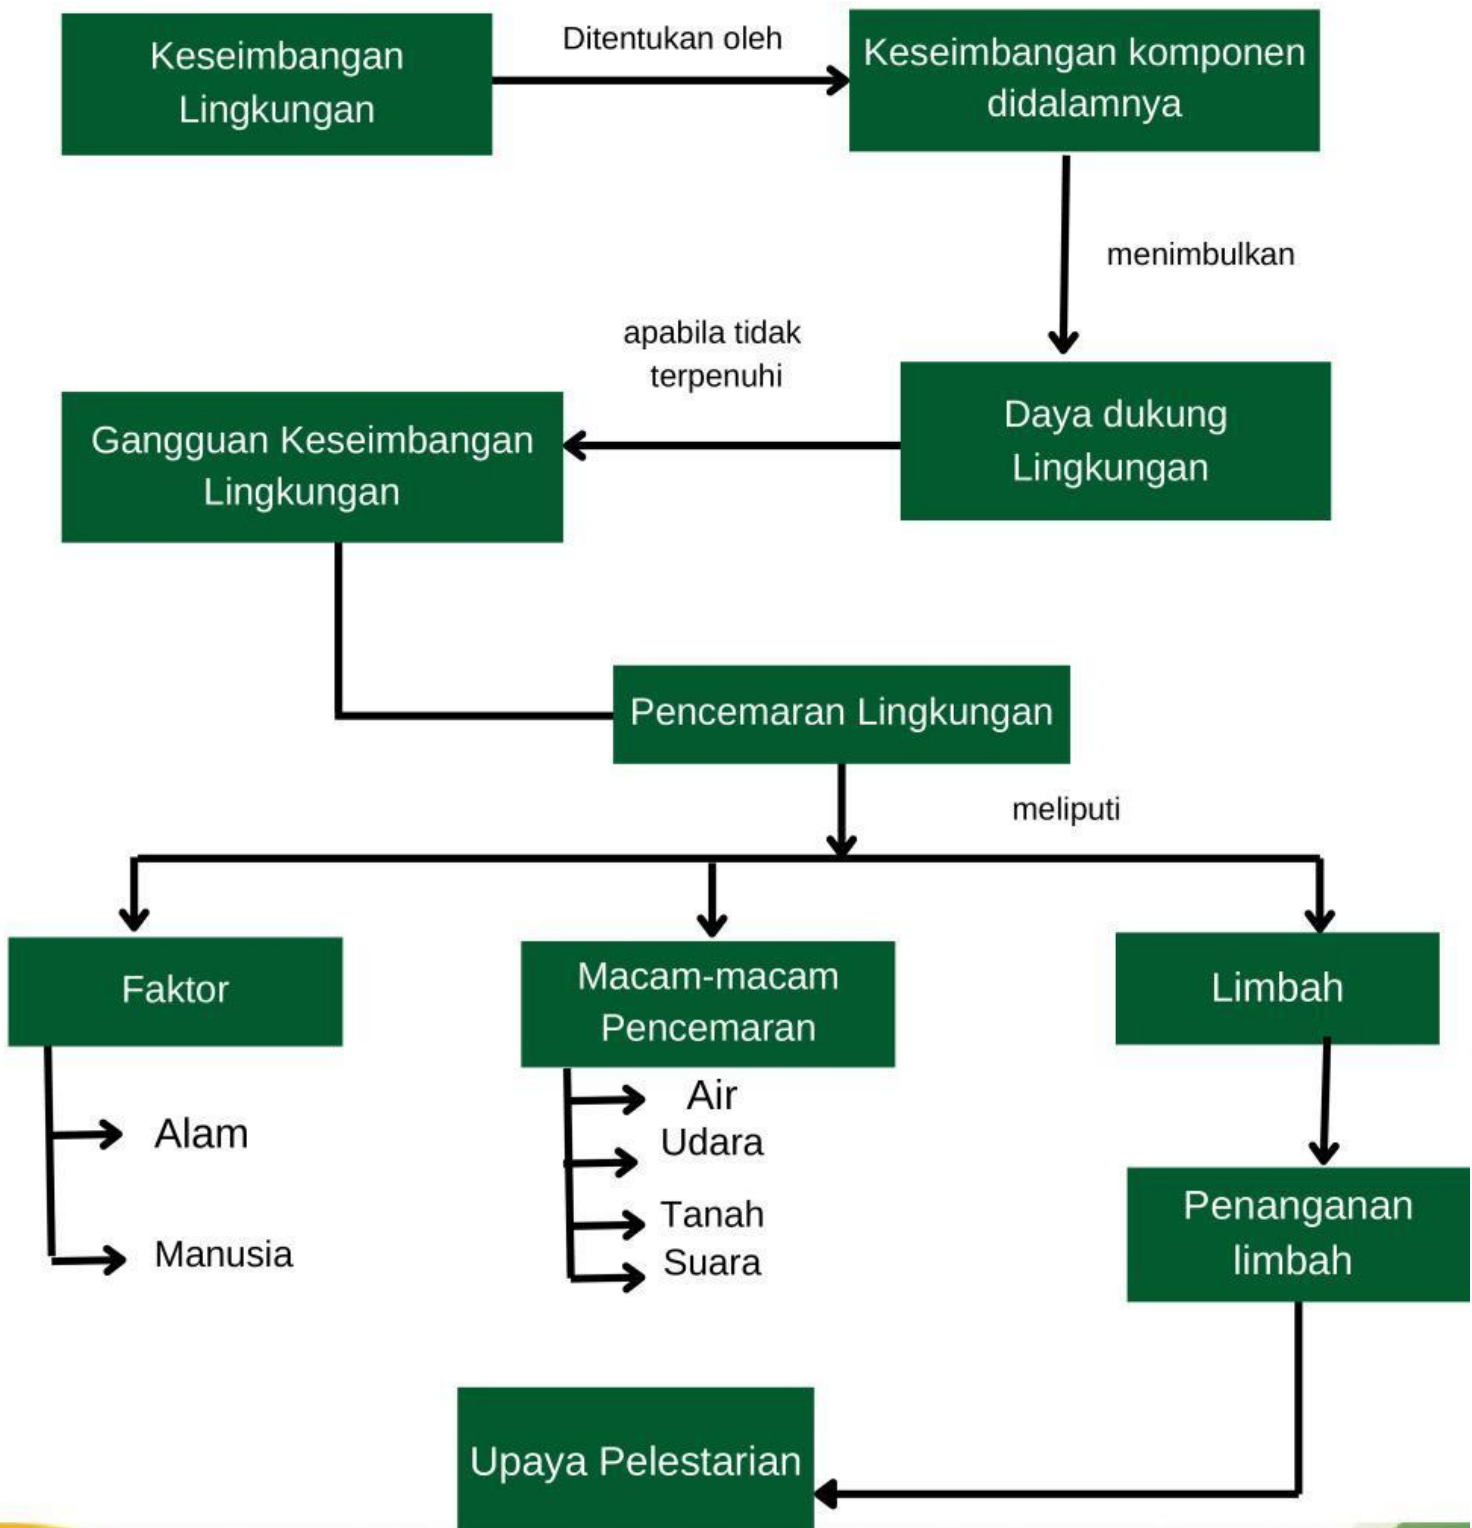 Keseimbangan
Lingkungan
Ditentukan oleh
Keseimbangan komponen
didalamnya
menimbulkan
apabila tidak
terpenuhi
Gangguan Keseimbangan
Lingkungan
Daya dukung
Lingkungan
Pencemaran Lingkungan
meliputi
Faktor
Alam
Manusia
Macam-macam
Pencemaran
Air
Udara
Tanah
Suara
Limbah
Penanganan
limbah
Upaya Pelestarian